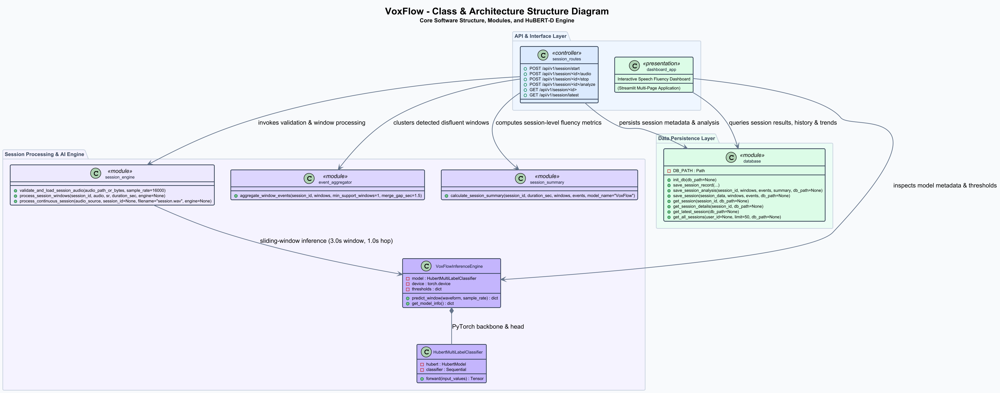 VoxFlow - Class & Architecture Structure Diagram
Core Software Structure, Modules, and HuBERT-D Engine
API & Interface Layer
C
«controller»
session_routes
POST /api/v1/session/start
POST /api/v1/session/<id>/audio
POST /api/v1/session/<id>/stop
POST /api/v1/session/<id>/analyze
GET /api/v1/session/<id>
GET /api/v1/session/latest
C
«presentation»
dashboard_app
Interactive Speech Fluency Dashboard
(Streamlit Multi-Page Application)
invokes validation & window processing
clusters detected disfluent windows
computes session-level fluency metrics
persists session metadata & analysis
queries session results, history & trends
inspects model metadata & thresholds
Data Persistence Layer
C
«module»
database
DB_PATH : Path
init_db(db_path=None)
save_session_record(...)
save_session_analysis(session_id, windows, events, summary, db_path=None)
save_session(session_data, windows, events, db_path=None)
get_session(session_id, db_path=None)
get_session_details(session_id, db_path=None)
get_latest_session(db_path=None)
get_all_sessions(user_id=None, limit=50, db_path=None)
Session Processing & AI Engine
C
«module»
session_engine
validate_and_load_session_audio(audio_path_or_bytes, sample_rate=16000)
process_session_windows(session_id, audio, sr, duration_sec, engine=None)
process_continuous_session(audio_source, session_id=None, filename="session.wav", engine=None)
C
«module»
event_aggregator
aggregate_window_events(session_id, windows, min_support_windows=1, merge_gap_sec=1.5)
C
«module»
session_summary
calculate_session_summary(session_id, duration_sec, windows, events, model_name="VoxFlow")
sliding-window inference (3.0s window, 1.0s hop)
C
VoxFlowInferenceEngine
model : HubertMultiLabelClassifier
device : torch.device
thresholds : dict
predict_window(waveform, sample_rate) : dict
get_model_info() : dict
PyTorch backbone & head
C
HubertMultiLabelClassifier
hubert : HubertModel
classifier : Sequential
forward(input_values) : Tensor